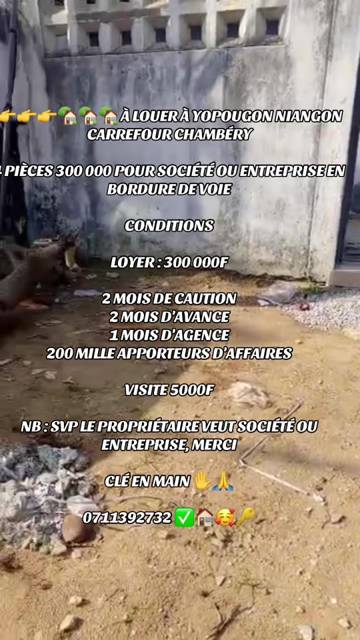 👉👉👉🏡🏡🏡 À LOUER À YOPOUGON NIANGON
CARREFOUR CHAMBÉRY
PIÈCES 300 000 POUR SOCIÉTÉ OU ENTREPRISE EN
BORDURE DE VOIE
CONDITIONS
LOYER : 300 000F
2 MOIS DE CAUTION
2 MOIS D'AVANCE
1 MOIS D'AGENCE
200 MILLE APPORTEURS D'AFFAIRES
VISITE 5000F
NB : SVP LE PROPRIÉTAIRE VEUT SOCIÉTÉ OU
ENTREPRISE, MERCI
CLÉ EN MAIN ✋🙏
0711392732 ✅🏠🥰🔑